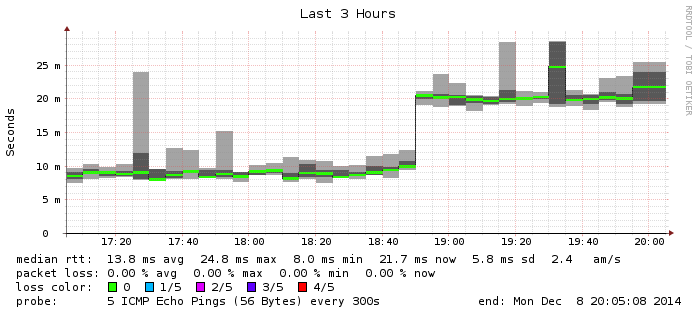 Last 3 Hours
RRDTOOL / TOBI OETIKER
Seconds
25 m
20 m
15 m
10 m
5 m
0
17:20 17:40 18:00 18:20 18:40 19:00 19:20 19:40 20:00
median rtt: 13.8 ms avg 24.8 ms max 8.0 ms min 21.7 ms now 5.8 ms sd 2.4 am/s
packet loss: 0.00 % avg 0.00 % max 0.00 % min 0.00 % now
loss color: 0 1/5 2/5 3/5 4/5
probe: 5 ICMP Echo Pings (56 Bytes) every 300s end: Mon Dec 8 20:05:08 2014